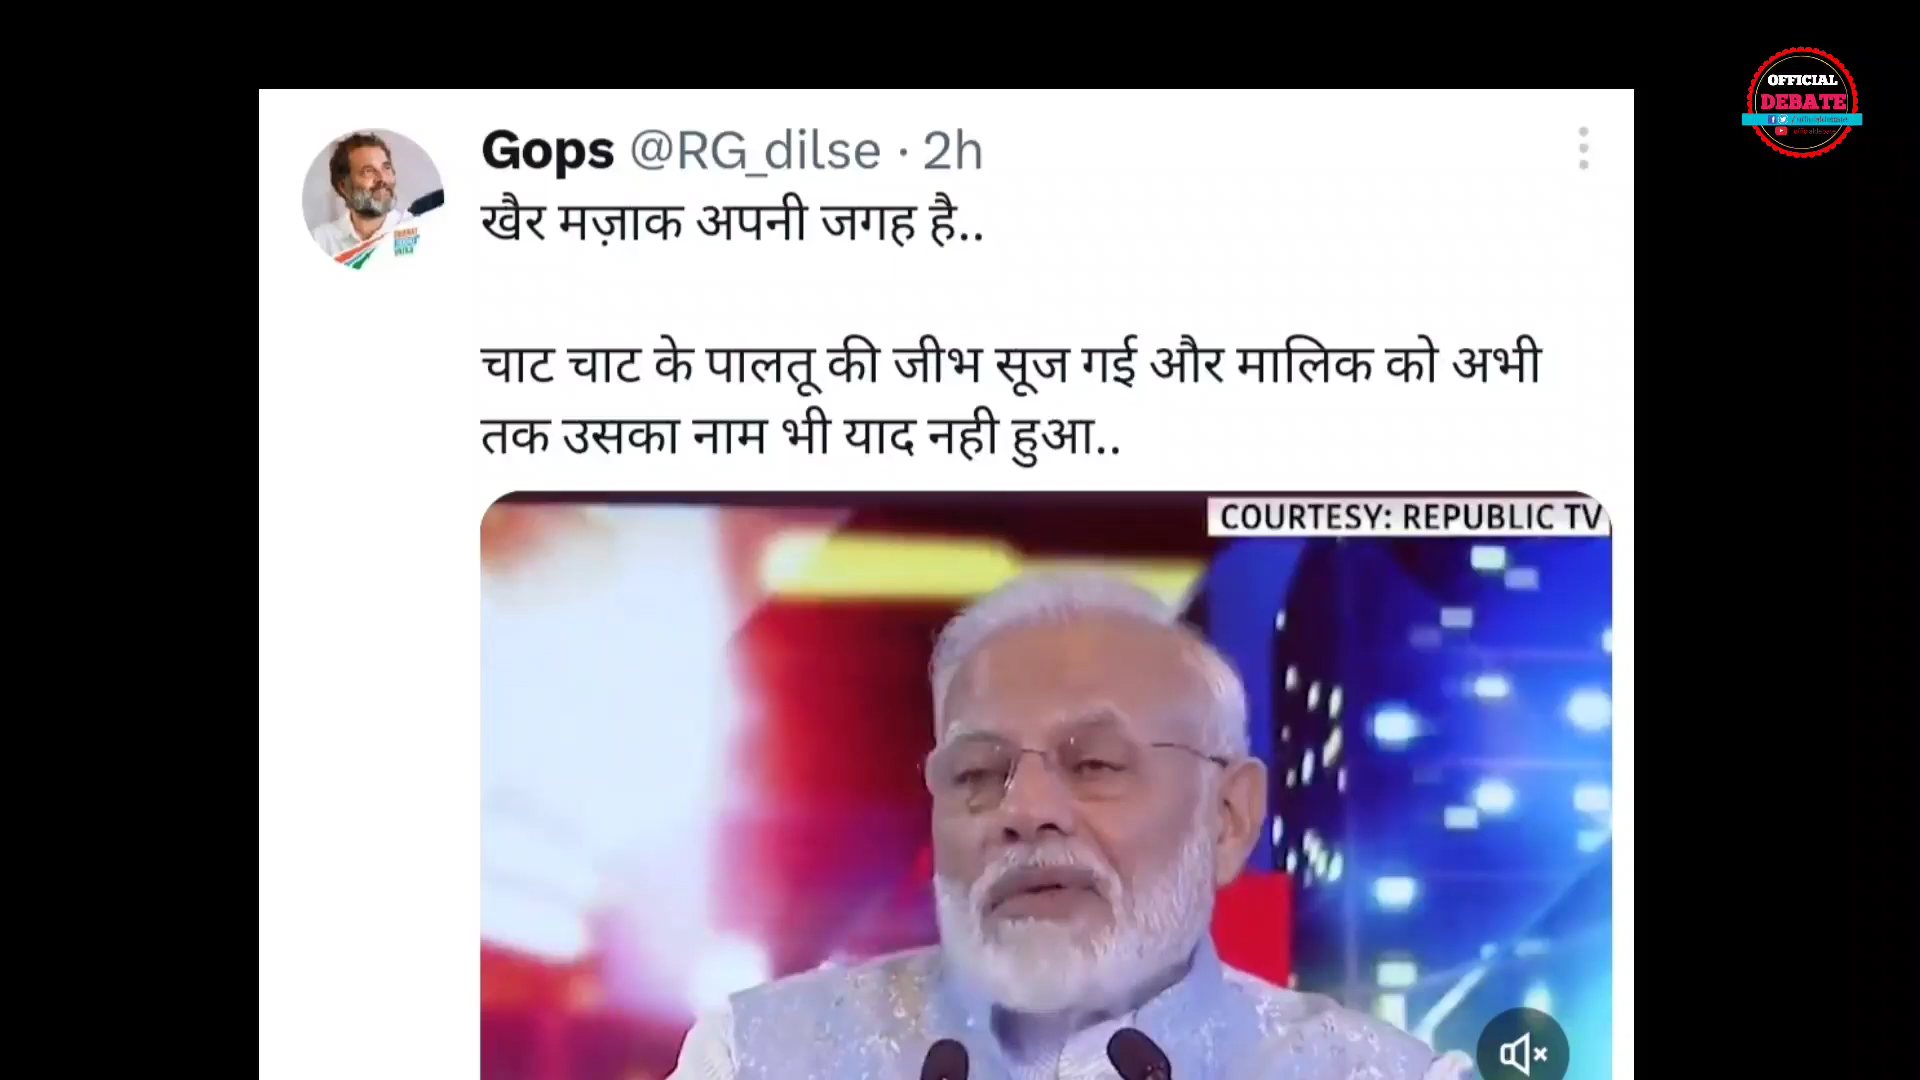 OFFICIAL
DEBATE
Gops @RG_dilse · 2h
खैर मज़ाक अपनी जगह है..
चाट चाट के पालतू की जीभ सूज गई और मालिक को अभी
तक उसका नाम भी याद नही हुआ..
COURTESY: REPUBLIC TV